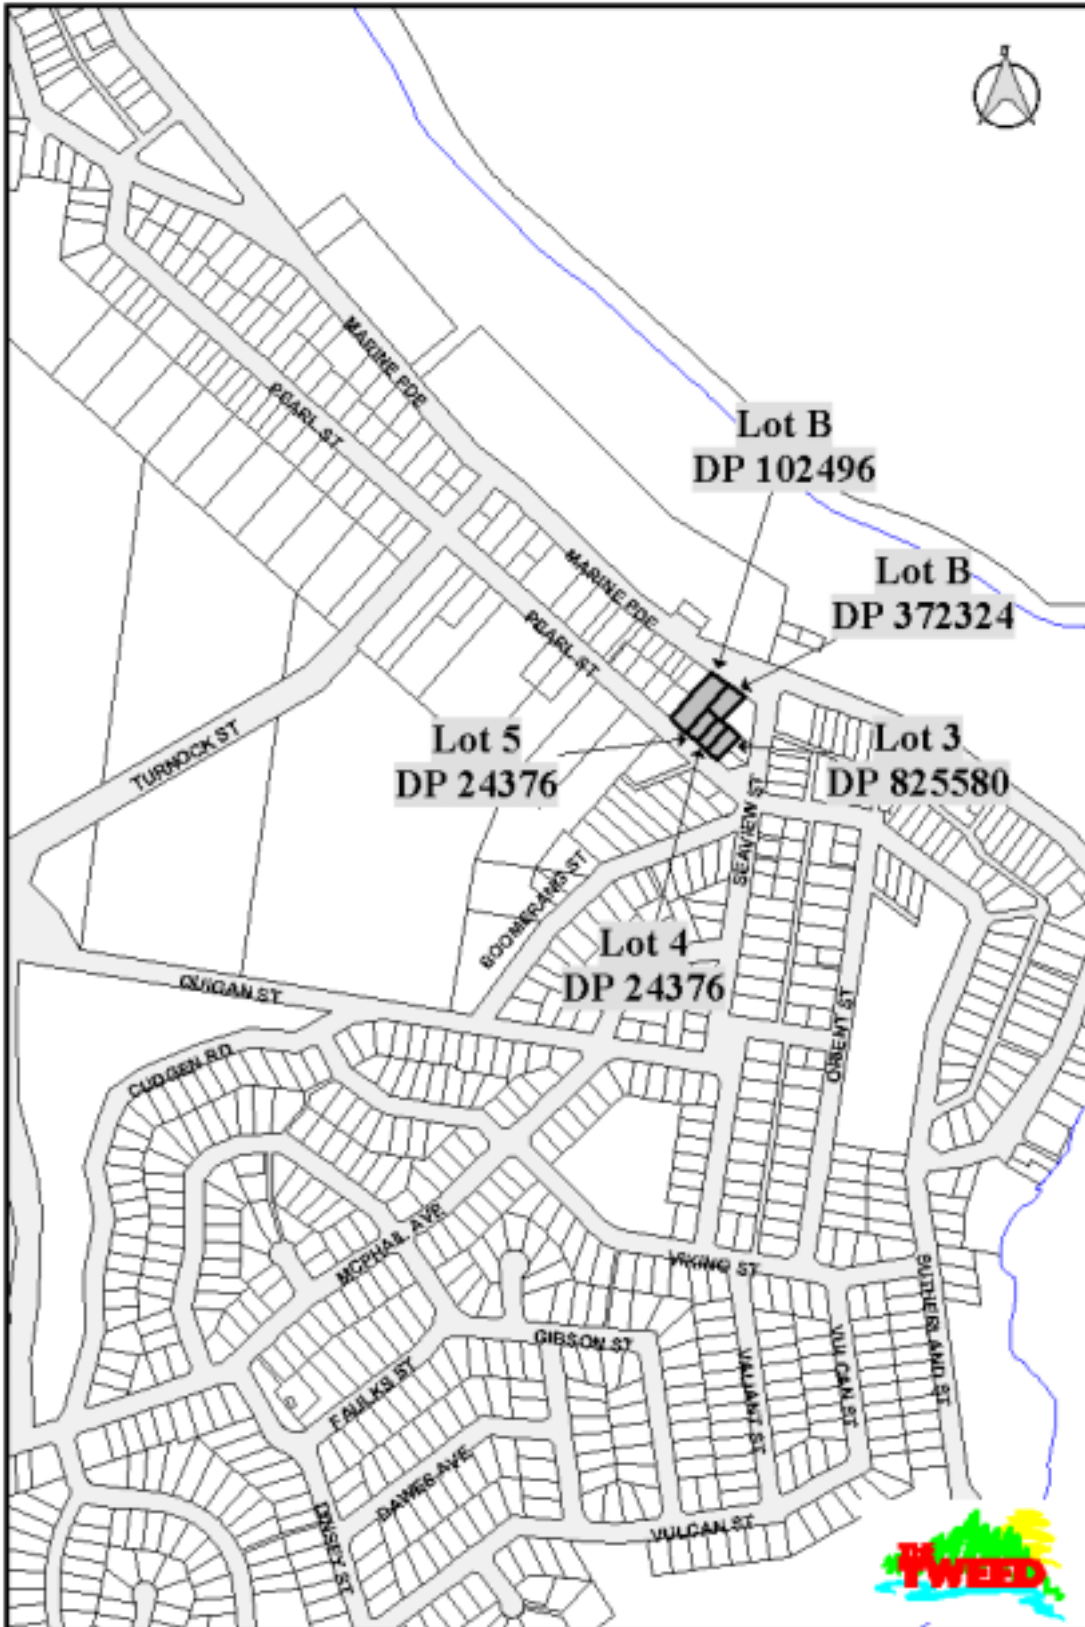 MARINE PDE
PEARL ST
Lot B
DP 102496
MARINE PDE
Lot B
DP 372324
PEARL ST
Lot 5
DP 24376
Lot 3
DP 825580
TURNOCK ST
SEAVIEW ST
BOOMERANG ST
Lot 4
DP 24376
QUIGAN ST
ORIENT ST
CUDGEN RD
MCPHAIL AVE
VIKING ST
SUTHERLAND ST
GIBSON ST
VULCAN ST
VALIANT ST
FAULKS ST
DAWES AVE
VULCAN ST
THE
TWEED